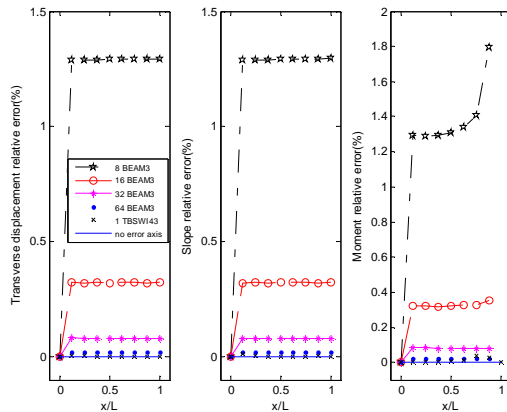 Transverse displacement relative error(%)
1.5
1
0.5
0
8 BEAM3
16 BEAM3
32 BEAM3
64 BEAM3
1 TBSWI43
no error axis
0 0.5 1
x/L
Slope relative error(%)
1.5
1
0.5
0
0 0.5 1
x/L
Moment relative error(%)
2
1.8
1.6
1.4
1.2
1
0.8
0.6
0.4
0.2
0
0 0.5 1
x/L